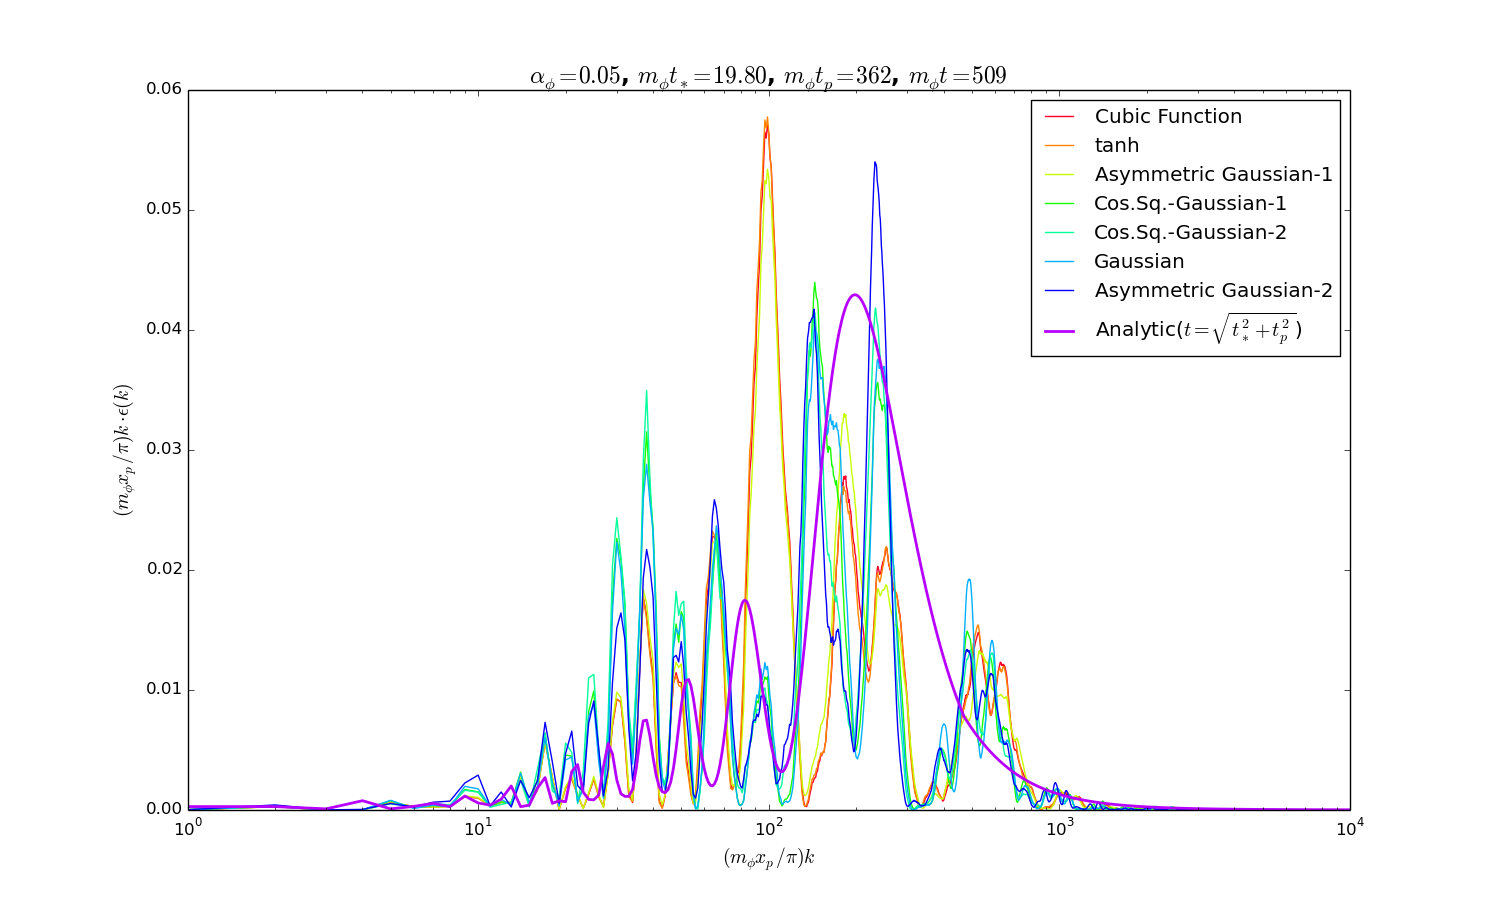 α_ϕ=0.05, m_ϕt_*=19.80, m_ϕt_p=362, m_ϕt=509
0.06
0.05
0.04
0.03
0.02
0.01
0.00
(m_ϕx_p/π)k·ϵ(k)
Cubic Function
tanh
Asymmetric Gaussian-1
Cos.Sq.-Gaussian-1
Cos.Sq.-Gaussian-2
Gaussian
Asymmetric Gaussian-2
Analytic(t=√(t_*^2+t_p^2))
10^0 10^1 10^2 10^3 10^4
(m_ϕx_p/π)k